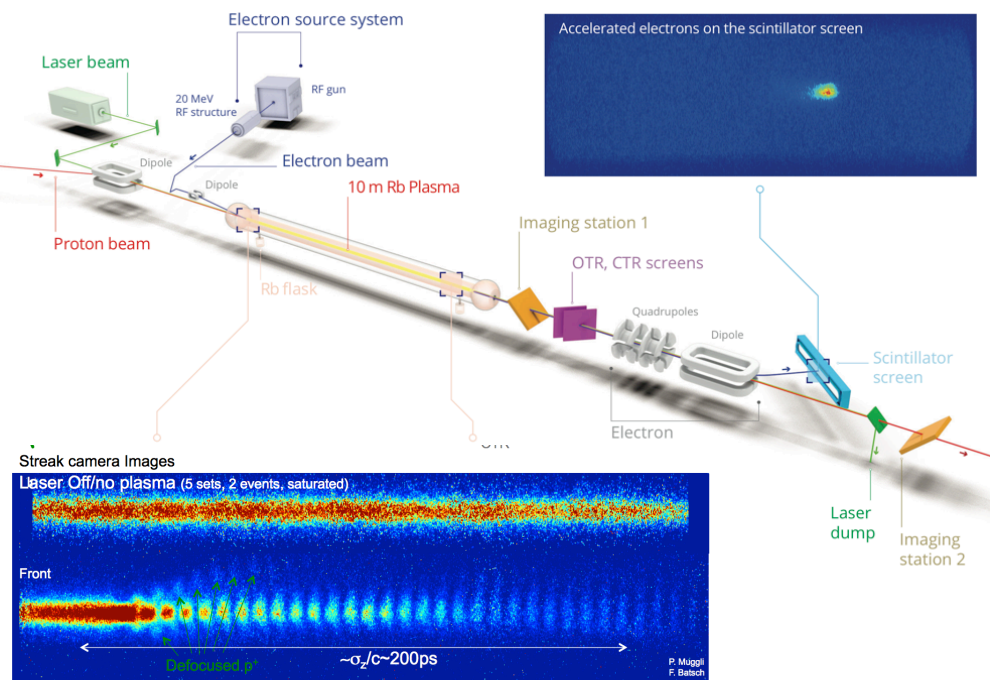 Electron source system
Accelerated electrons on the scintillator screen
Laser beam
RF gun
20 MeV
RF structure
Dipole
Electron beam
Dipole
10 m Rb Plasma
Proton beam
Imaging station 1
Rb flask
OTR, CTR screens
Quadrupoles
Dipole
Scintillator
screen
Electron
Laser
dump
Imaging
station 2
Streak camera Images
Laser Off/no plasma (5 sets, 2 events, saturated)
Front
Defocused p⁺
~σz/c~200ps
P. Muggli
F. Batsch